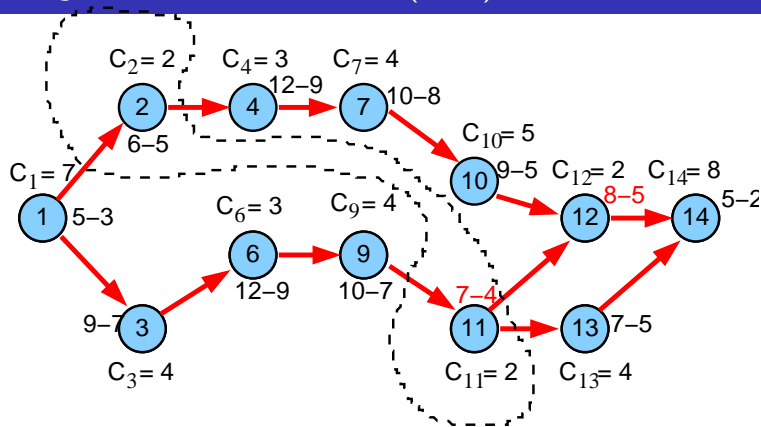 C2= 2
C4= 3
C7= 4
12–9
10–8
2
4
7
6–5
C10= 5
9–5
C1= 7
C6= 3
C9= 4
C12= 2
C14= 8
8–5
5–2
10
1
5–3
12
14
6
9
12–9
10–7
7–4
9–7
3
11
13
7–5
C3= 4
C11= 2
C13= 4